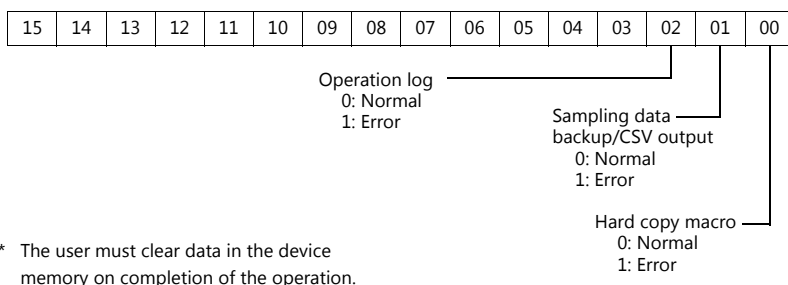 15 14 13 12 11 10 09 08 07 06 05 04 03 02 01 00
Operation log
0: Normal
1: Error
Sampling data
backup/CSV output
0: Normal
1: Error
Hard copy macro
0: Normal
1: Error
* The user must clear data in the device
memory on completion of the operation.